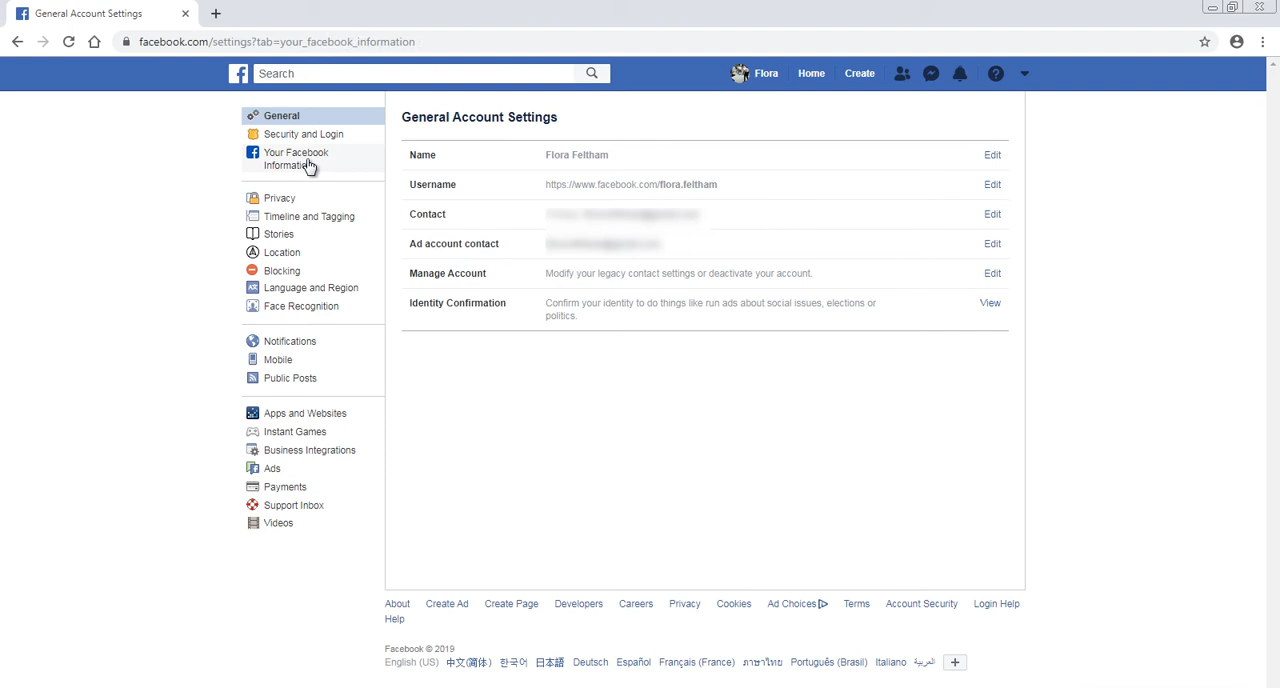 General Account Settings
facebook.com/settings?tab=your_facebook_information
Search
Flora
Home
Create
General
Security and Login
Your Facebook
Information
Privacy
Timeline and Tagging
Stories
Location
Blocking
Language and Region
Face Recognition
Notifications
Mobile
Public Posts
Apps and Websites
Instant Games
Business Integrations
Ads
Payments
Support Inbox
Videos
General Account Settings
Name Flora Feltham Edit
Username https://www.facebook.com/flora.feltham Edit
Contact Edit
Ad account contact Edit
Manage Account Modify your legacy contact settings or deactivate your account. Edit
Identity Confirmation Confirm your identity to do things like run ads about social issues, elections or View
politics.
About Create Ad Create Page Developers Careers Privacy Cookies Ad Choices Terms Account Security Login Help
Help
Facebook © 2019
English (US) 中文(简体) 한국어 日本語 Deutsch Español Français (France) ภาษาไทย Português (Brasil) Italiano العربية